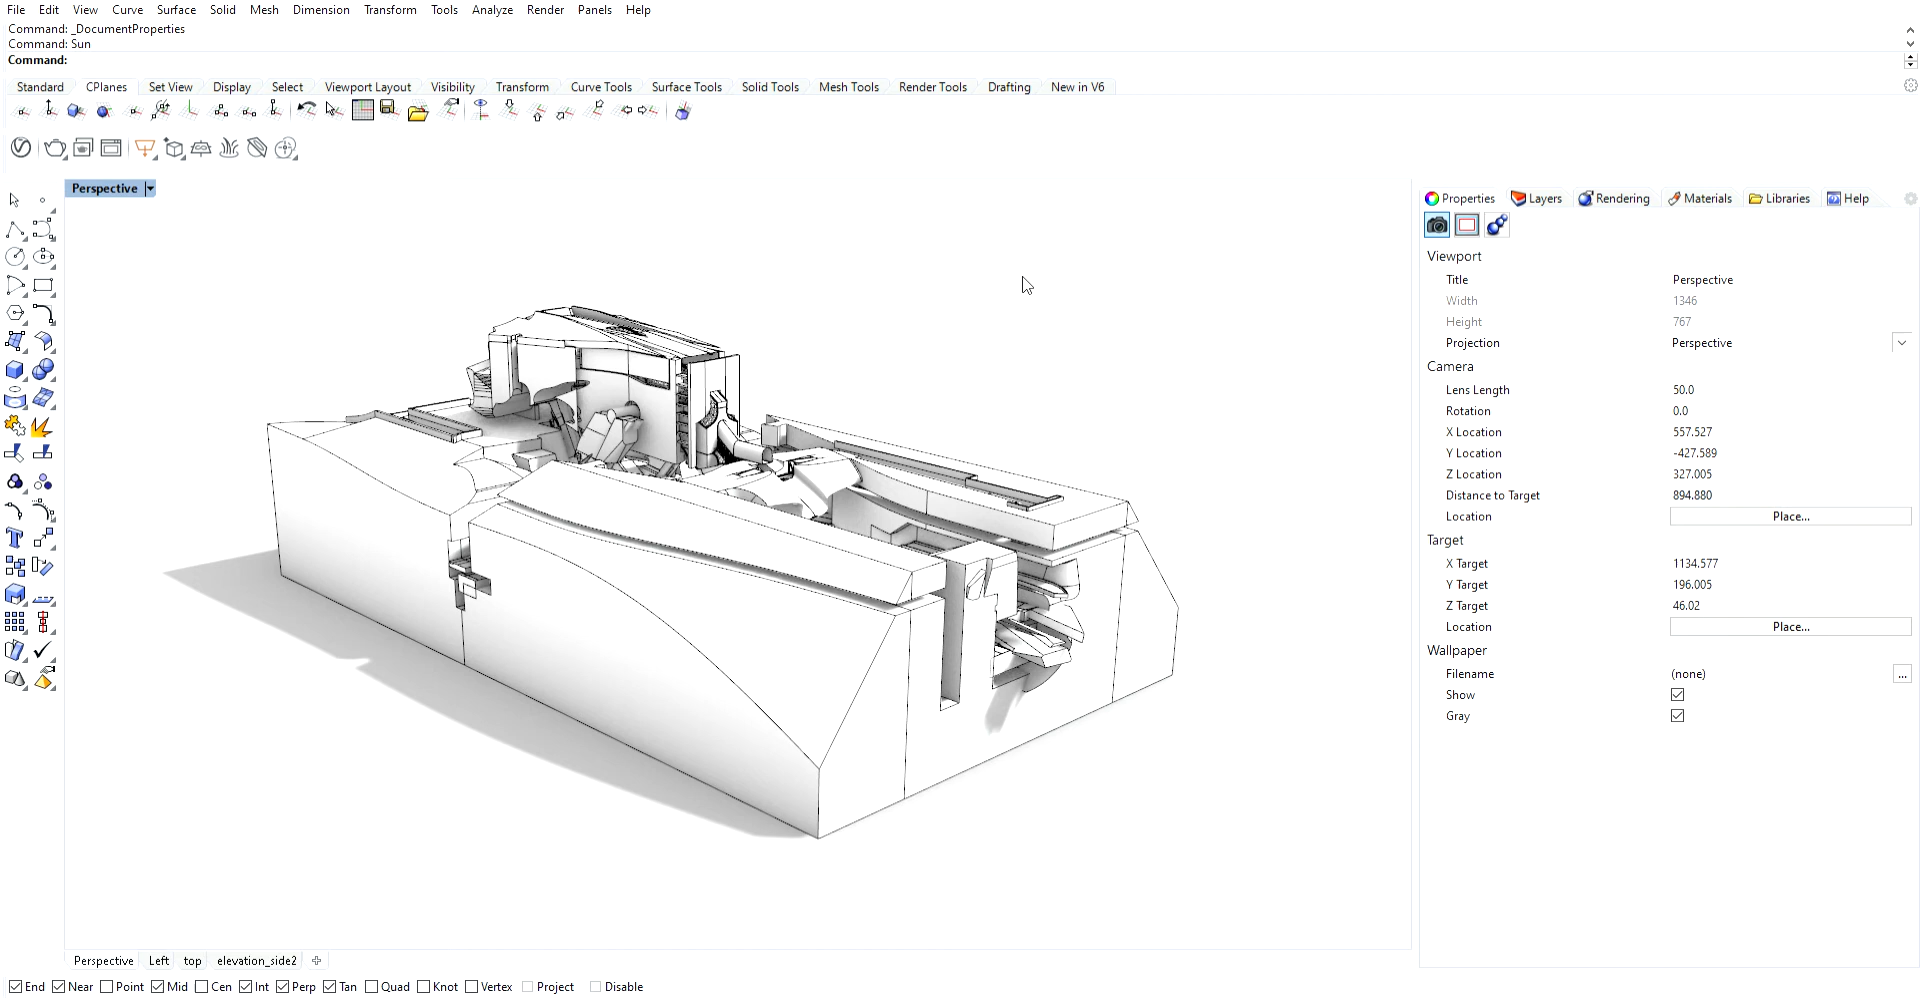 File Edit View Curve Surface Solid Mesh Dimension Transform Tools Analyze Render Panels Help
Command: _DocumentProperties
Command: Sun
Command:
Standard CPlanes Set View Display Select Viewport Layout Visibility Transform Curve Tools Surface Tools Solid Tools Mesh Tools Render Tools Drafting New in V6
Perspective
Properties Layers Rendering Materials Libraries Help
Viewport
Title Perspective
Width 1346
Height 767
Projection Perspective
Camera
Lens Length 50.0
Rotation 0.0
X Location 557.527
Y Location -427.589
Z Location 327.005
Distance to Target 894.880
Location Place...
Target
X Target 1134.577
Y Target 196.005
Z Target 46.02
Location Place...
Wallpaper
Filename (none) ...
Show
Gray
Perspective Left top elevation_side2
End Near Point Mid Cen Int Perp Tan Quad Knot Vertex Project Disable